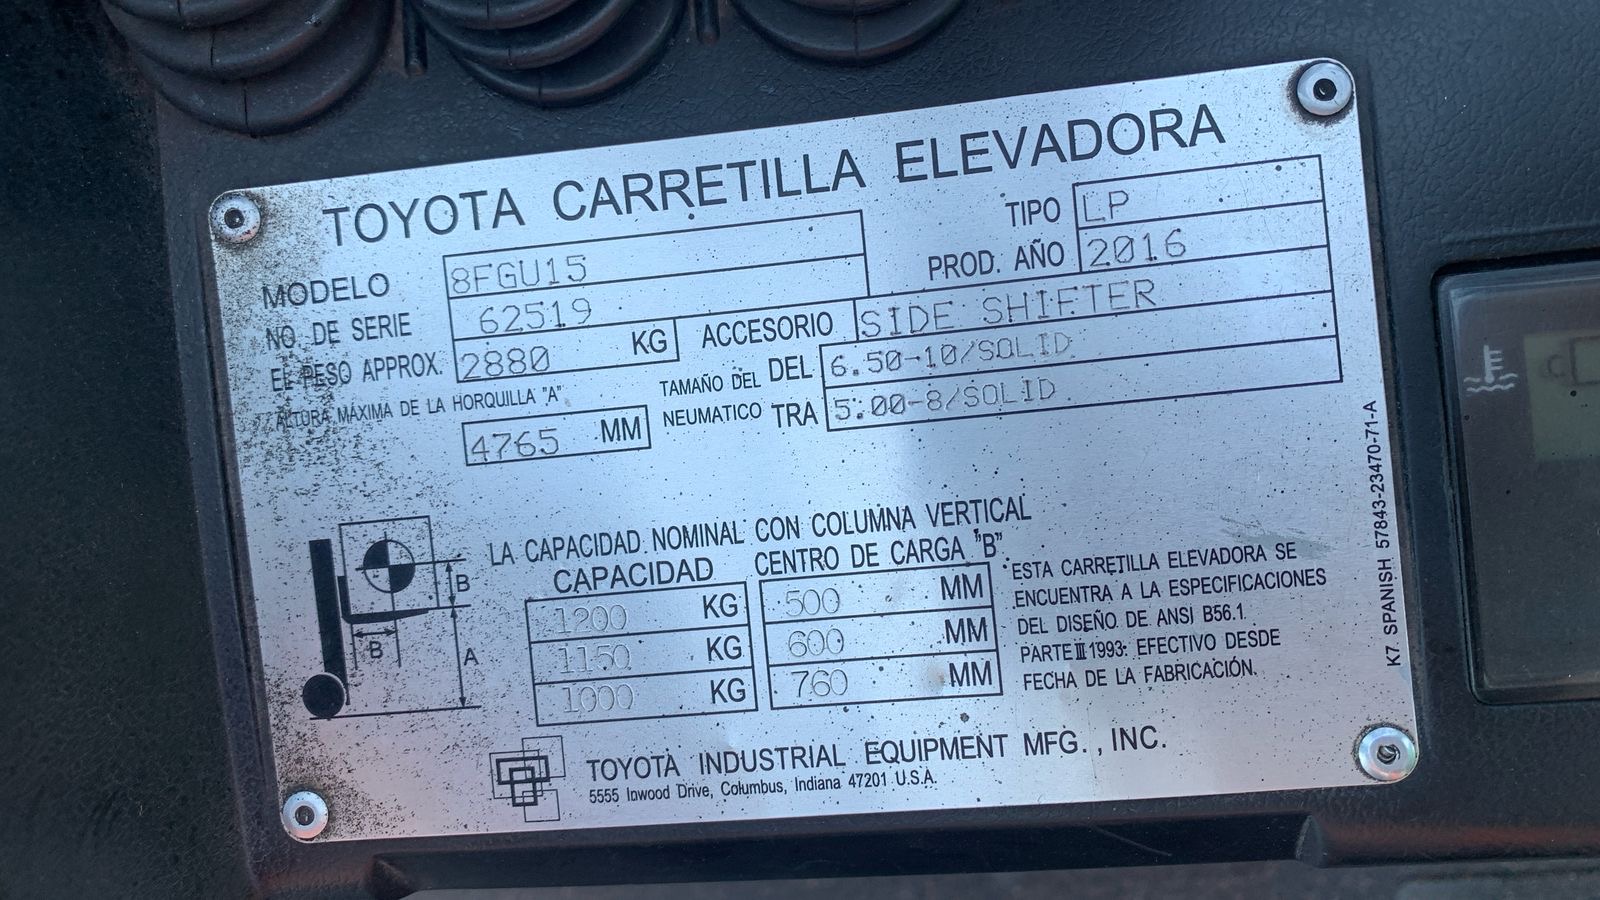 TOYOTA CARRETILLA ELEVADORA
MODELO 8FGU15
TIPO LP
NO. DE SERIE 62519
PROD. AÑO 2016
EL PESO APPROX. 2880 KG
ACCESORIO SIDE SHIFTER
ALTURA MÁXIMA DE LA HORQUILLA "A"
4765 MM
TAMAÑO DEL NEUMATICO
DEL 6.50-10/SOLID
TRA 5.00-8/SOLID
LA CAPACIDAD NOMINAL CON COLUMNA VERTICAL
CAPACIDAD CENTRO DE CARGA "B"
1200 KG 500 MM
1150 KG 600 MM
1000 KG 760 MM
B
B
A
ESTA CARRETILLA ELEVADORA SE
ENCUENTRA A LA ESPECIFICACIONES
DEL DISEÑO DE ANSI B56.1
PARTE III 1993: EFECTIVO DESDE
FECHA DE LA FABRICACIÓN.
TOYOTA INDUSTRIAL EQUIPMENT MFG., INC.
5555 Inwood Drive, Columbus, Indiana 47201 U.S.A.
K7 SPANISH 57843-23470-71-A